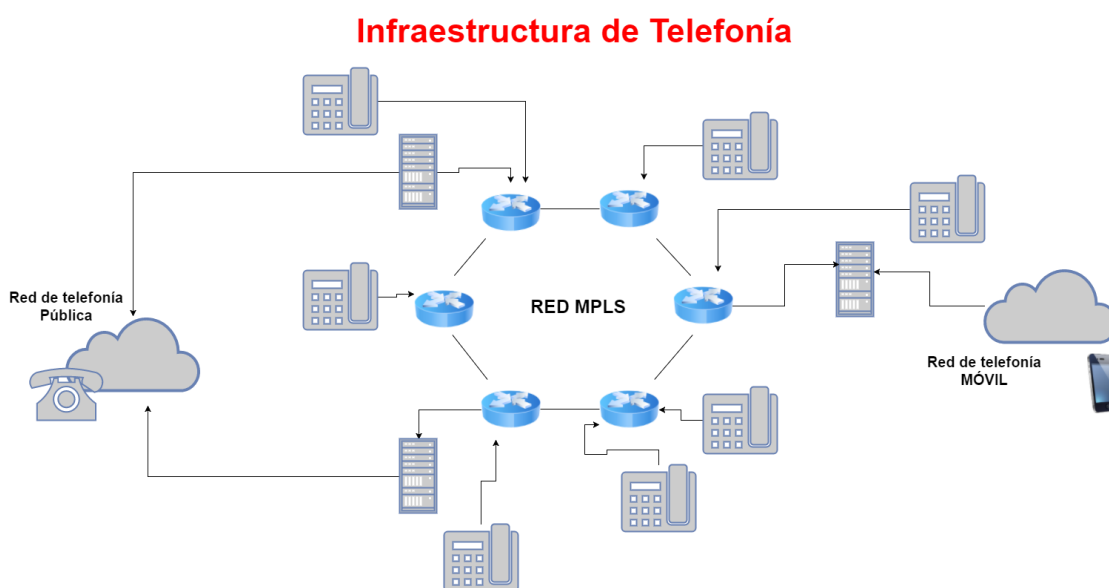 Infraestructura de Telefonía
Red de telefonía
Pública
RED MPLS
Red de telefonía
MÓVIL